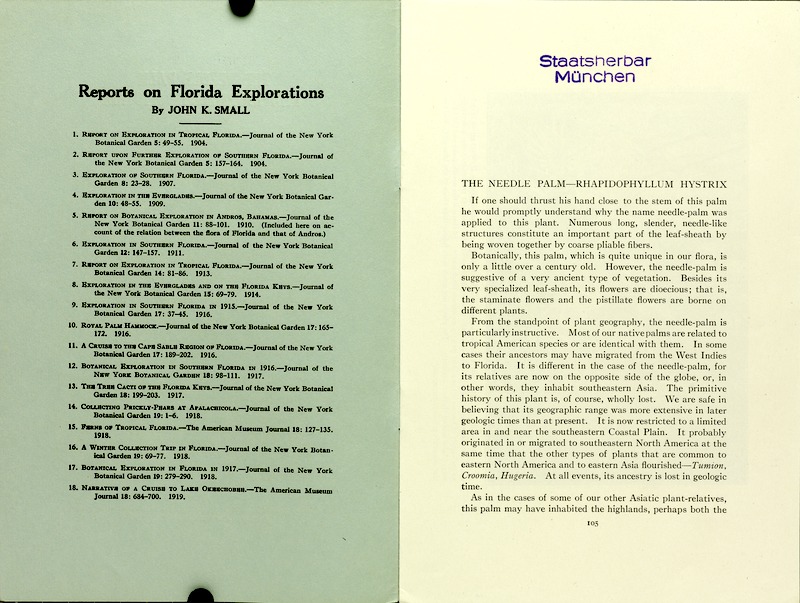 Reports on Florida Explorations
By JOHN K. SMALL
1. REPORT ON EXPLORATION IN TROPICAL FLORIDA.—Journal of the New York
Botanical Garden 5: 49–55. 1904.
2. REPORT UPON FURTHER EXPLORATION OF SOUTHERN FLORIDA.—Journal of
the New York Botanical Garden 5: 157–164. 1904.
3. EXPLORATION OF SOUTHERN FLORIDA.—Journal of the New York Botanical
Garden 8: 23–28. 1907.
4. EXPLORATION IN THE EVERGLADES.—Journal of the New York Botanical Gar-
den 10: 48–55. 1909.
5. REPORT ON BOTANICAL EXPLORATION IN ANDROS, BAHAMAS.—Journal of the
New York Botanical Garden 11: 88–101. 1910. (Included here on ac-
count of the relation between the flora of Florida and that of Andros.)
6. EXPLORATION IN SOUTHERN FLORIDA.—Journal of the New York Botanical
Garden 12: 147–157. 1911.
7. REPORT ON EXPLORATION IN TROPICAL FLORIDA.—Journal of the New York
Botanical Garden 14: 81–86. 1913.
8. EXPLORATION IN THE EVERGLADES AND ON THE FLORIDA KEYS.—Journal of
the New York Botanical Garden 15: 69–79. 1914.
9. EXPLORATION IN SOUTHERN FLORIDA IN 1915.—Journal of the New York
Botanical Garden 17: 37–45. 1916.
10. ROYAL PALM HAMMOCK.—Journal of the New York Botanical Garden 17: 165–
172. 1916.
11. A CRUISE TO THE CAPE SABLE REGION OF FLORIDA.—Journal of the New York
Botanical Garden 17: 189–202. 1916.
12. BOTANICAL EXPLORATION IN SOUTHERN FLORIDA IN 1916.—Journal of the
NEW YORK BOTANICAL GARDEN 18: 98–111. 1917.
13. THE TREE CACTI OF THE FLORIDA KEYS.—Journal of the New York Botanical
Garden 18: 199–203. 1917.
14. COLLECTING PRICKLY-PEARS AT APALACHICOLA.—Journal of the New York
Botanical Garden 19: 1–6. 1918.
15. FERNS OF TROPICAL FLORIDA.—The American Museum Journal 18: 127–135.
1918.
16. A WINTER COLLECTION TRIP IN FLORIDA.—Journal of the New York Botan-
ical Garden 19: 69–77. 1918.
17. BOTANICAL EXPLORATION IN FLORIDA IN 1917.—Journal of the New York
Botanical Garden 19: 279–290. 1918.
18. NARRATIVE OF A CRUISE TO LAKE OKEECHOBEE.—The American Museum
Journal 18: 684–700. 1919.
Staatsherbar
München
THE NEEDLE PALM—RHAPIDOPHYLLUM HYSTRIX
If one should thrust his hand close to the stem of this palm
he would promptly understand why the name needle-palm was
applied to this plant. Numerous long, slender, needle-like
structures constitute an important part of the leaf-sheath by
being woven together by coarse pliable fibers.
Botanically, this palm, which is quite unique in our flora, is
only a little over a century old. However, the needle-palm is
suggestive of a very ancient type of vegetation. Besides its
very specialized leaf-sheath, its flowers are dioecious; that is,
the staminate flowers and the pistillate flowers are borne on
different plants.
From the standpoint of plant geography, the needle-palm is
particularly instructive. Most of our native palms are related to
tropical American species or are identical with them. In some
cases their ancestors may have migrated from the West Indies
to Florida. It is different in the case of the needle-palm, for
its relatives are now on the opposite side of the globe, or, in
other words, they inhabit southeastern Asia. The primitive
history of this plant is, of course, wholly lost. We are safe in
believing that its geographic range was more extensive in later
geologic times than at present. It is now restricted to a limited
area in and near the southeastern Coastal Plain. It probably
originated in or migrated to southeastern North America at the
same time that the other types of plants that are common to
eastern North America and to eastern Asia flourished—Tumion,
Croomia, Hugeria. At all events, its ancestry is lost in geologic
time.
As in the cases of some of our other Asiatic plant-relatives,
this palm may have inhabited the highlands, perhaps both the
105